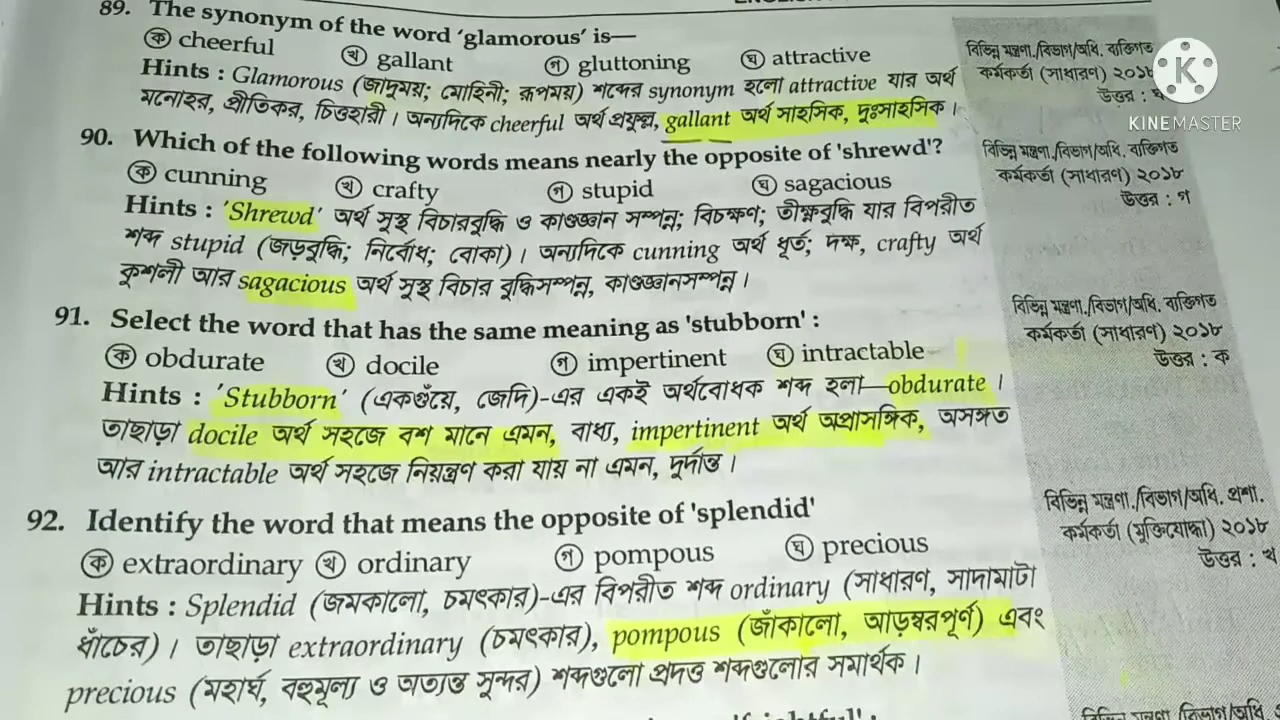 89. The synonym of the word 'glamorous' is—
ক cheerful খ gallant গ gluttoning ঘ attractive
Hints : Glamorous (জাদুময়; মোহিনী; রূপময়) শব্দের synonym হলো attractive যার অর্থ
মনোহর, প্রীতিকর, চিত্তহারী। অন্যদিকে cheerful অর্থ প্রফুল্ল, gallant অর্থ সাহসিক, দুঃসাহসিক।
বিভিন্ন মন্ত্রণা./বিভাগ/অধি. ব্যক্তিগত
কর্মকর্তা (সাধারণ) ২০১৮
উত্তর : ঘ
KINEMASTER
90. Which of the following words means nearly the opposite of 'shrewd'?
ক cunning খ crafty গ stupid ঘ sagacious
Hints : 'Shrewd' অর্থ সুস্থ বিচারবুদ্ধি ও কাণ্ডজ্ঞান সম্পন্ন; বিচক্ষণ; তীক্ষ্ণবুদ্ধি যার বিপরীত
শব্দ stupid (জড়বুদ্ধি; নির্বোধ; বোকা)। অন্যদিকে cunning অর্থ ধূর্ত; দক্ষ, crafty অর্থ
কুশলী আর sagacious অর্থ সুস্থ বিচার বুদ্ধিসম্পন্ন, কাণ্ডজ্ঞানসম্পন্ন।
বিভিন্ন মন্ত্রণা./বিভাগ/অধি. ব্যক্তিগত
কর্মকর্তা (সাধারণ) ২০১৮
উত্তর : গ
91. Select the word that has the same meaning as 'stubborn' :
ক obdurate খ docile গ impertinent ঘ intractable
Hints : 'Stubborn' (একগুঁয়ে, জেদি)-এর একই অর্থবোধক শব্দ হলা—obdurate ।
তাছাড়া docile অর্থ সহজে বশ মানে এমন, বাধ্য, impertinent অর্থ অপ্রাসঙ্গিক, অসঙ্গত
আর intractable অর্থ সহজে নিয়ন্ত্রণ করা যায় না এমন, দুর্দান্ত।
বিভিন্ন মন্ত্রণা./বিভাগ/অধি. ব্যক্তিগত
কর্মকর্তা (সাধারণ) ২০১৮
উত্তর : ক
92. Identify the word that means the opposite of 'splendid'
ক extraordinary খ ordinary গ pompous ঘ precious
Hints : Splendid (জমকালো, চমৎকার)-এর বিপরীত শব্দ ordinary (সাধারণ, সাদামাটা
ধাঁচের)। তাছাড়া extraordinary (চমৎকার), pompous (জাঁকালো, আড়ম্বরপূর্ণ) এবং
precious (মহার্ঘ, বহুমূল্য ও অত্যন্ত সুন্দর) শব্দগুলো প্রদত্ত শব্দগুলোর সমার্থক।
বিভিন্ন মন্ত্রণা./বিভাগ/অধি. প্রশা.
কর্মকর্তা (মুক্তিযোদ্ধা) ২০১৮
উত্তর : খ